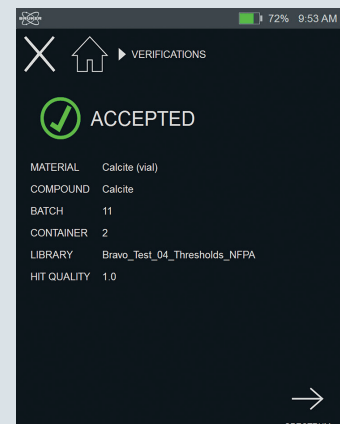 BRUKER
72% 9:53 AM
VERIFICATIONS
ACCEPTED
MATERIAL Calcite (vial)
COMPOUND Calcite
BATCH 11
CONTAINER 2
LIBRARY Bravo_Test_04_Thresholds_NFPA
HIT QUALITY 1.0